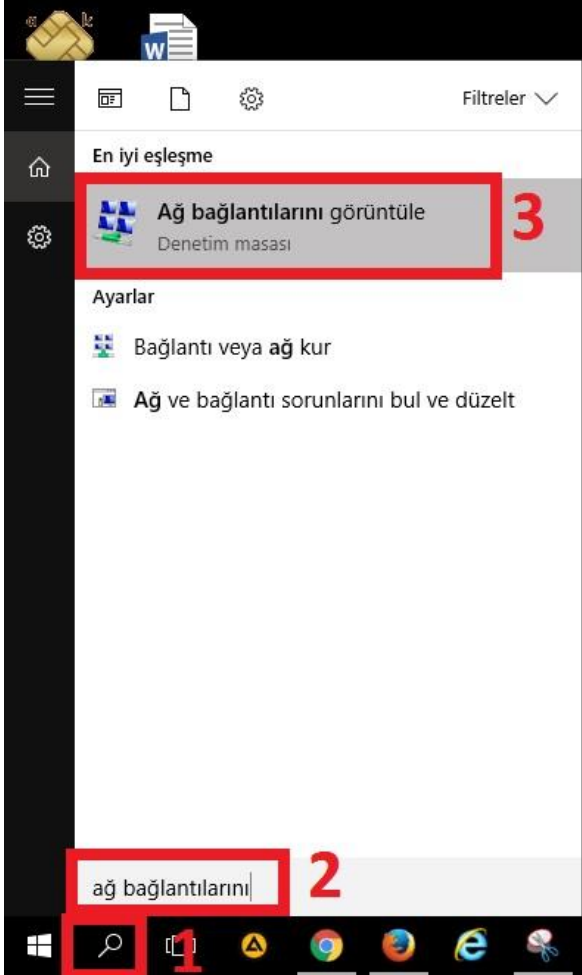 W
Filtreler
En iyi eşleşme
Ağ bağlantılarını görüntüle
3
Denetim masası
Ayarlar
Bağlantı veya ağ kur
Ağ ve bağlantı sorunlarını bul ve düzelt
ağ bağlantılarını
2
1